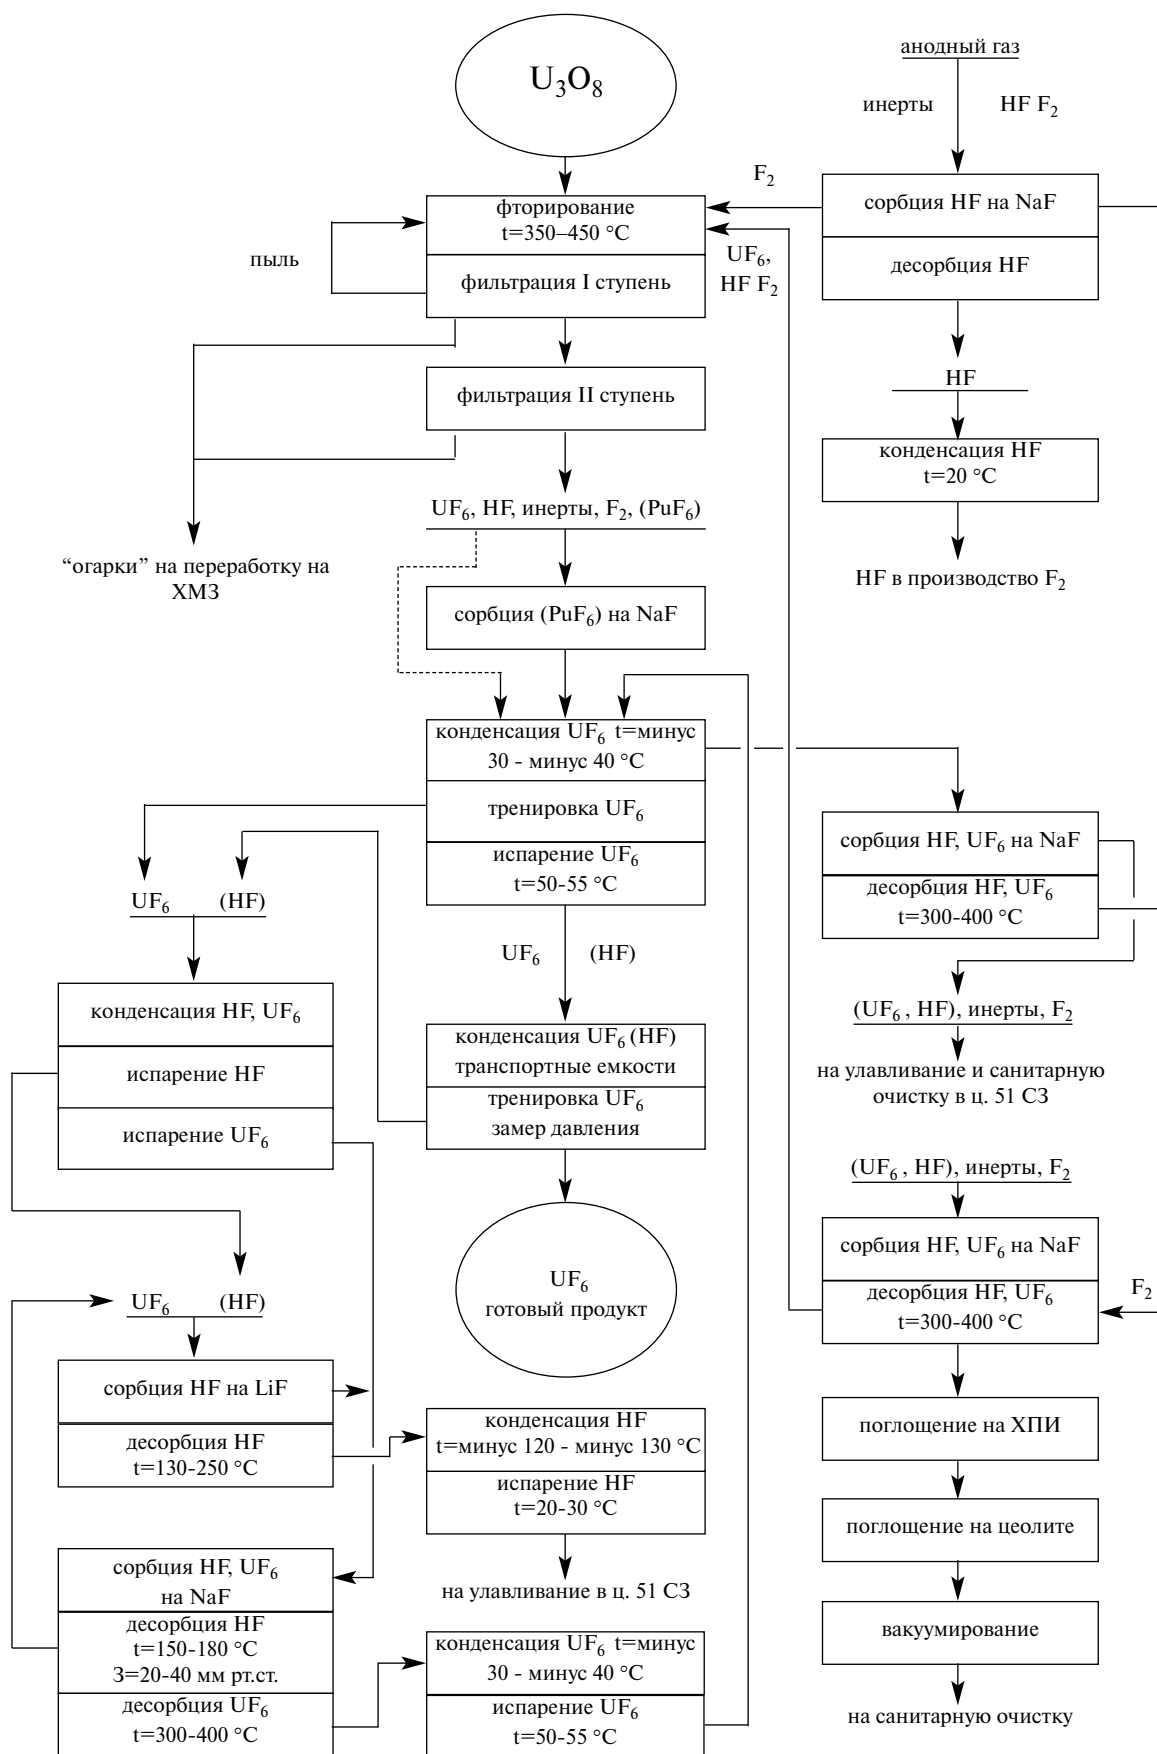 U₃O₈
анодный газ
инерты
HF F₂
F₂
фторирование
t=350–450 °C
фильтрация I ступень
пыль
UF₆,
HF F₂
сорбция HF на NaF
десорбция HF
HF
конденсация HF
t=20 °C
HF в производство F₂
фильтрация II ступень
UF₆, HF, инерты, F₂, (PuF₆)
“огарки” на переработку на
ХМЗ
сорбция (PuF₆) на NaF
конденсация UF₆ t=минус
30 - минус 40 °C
тренировка UF₆
испарение UF₆
t=50-55 °C
UF₆ (HF)
UF₆ (HF)
сорбция HF, UF₆ на NaF
десорбция HF, UF₆
t=300-400 °C
(UF₆ , HF), инерты, F₂
на улавливание и санитарную
очистку в ц. 51 СЗ
конденсация HF, UF₆
испарение HF
испарение UF₆
конденсация UF₆ (HF)
транспортные емкости
тренировка UF₆
замер давления
UF₆
готовый продукт
(UF₆ , HF), инерты, F₂
сорбция HF, UF₆ на NaF
десорбция HF, UF₆
t=300-400 °C
F₂
поглощение на ХПИ
поглощение на цеолите
вакуумирование
на санитарную очистку
UF₆ (HF)
сорбция HF на LiF
десорбция HF
t=130-250 °C
конденсация HF
t=минус 120 - минус 130 °C
испарение HF
t=20-30 °C
на улавливание в ц. 51 СЗ
сорбция HF, UF₆
на NaF
десорбция HF
t=150-180 °C
З=20-40 мм рт.ст.
десорбция UF₆
t=300-400 °C
конденсация UF₆ t=минус
30 - минус 40 °C
испарение UF₆
t=50-55 °C